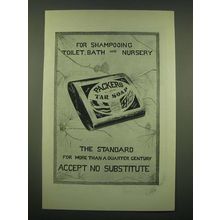 FOR SHAMPOOING
TOILET, BATH AND NURSERY
PACKER'S
TAR SOAP
THE STANDARD
FOR MORE THAN A QUARTER CENTURY
ACCEPT NO SUBSTITUTE